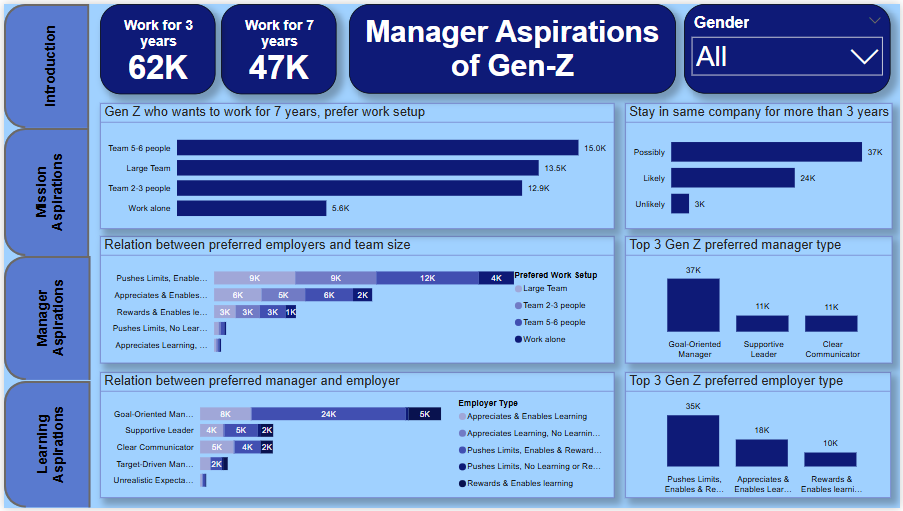 Introduction
Mission
Aspirations
Manager
Aspirations
Learning
Aspirations
Work for 3
years
62K
Work for 7
years
47K
Manager Aspirations
of Gen-Z
Gender
All
Gen Z who wants to work for 7 years, prefer work setup
Team 5-6 people
15.0K
Large Team
13.5K
Team 2-3 people
12.9K
Work alone
5.6K
Stay in same company for more than 3 years
Possibly
37K
Likely
24K
Unlikely
3K
Relation between preferred employers and team size
Pushes Limits, Enable...
9K 9K 12K 4K
Appreciates & Enables...
6K 5K 6K 2K
Rewards & Enables le...
3K 3K 3K 1K
Pushes Limits, No Lear...
Appreciates Learning, ...
Prefered Work Setup
Large Team
Team 2-3 people
Team 5-6 people
Work alone
Top 3 Gen Z preferred manager type
37K
11K
11K
Goal-Oriented
Manager
Supportive
Leader
Clear
Communicator
Relation between preferred manager and employer
Goal-Oriented Man...
8K 24K 5K
Supportive Leader
4K 5K 2K
Clear Communicator
5K 4K 2K
Target-Driven Man...
2K
Unrealistic Expecta...
Employer Type
Appreciates & Enables Learning
Appreciates Learning, No Learnin...
Pushes Limits, Enables & Reward...
Pushes Limits, No Learning or Re...
Rewards & Enables learning
Top 3 Gen Z preferred employer type
35K
18K
10K
Pushes Limits,
Enables & Re...
Appreciates &
Enables Lear...
Rewards &
Enables learni...